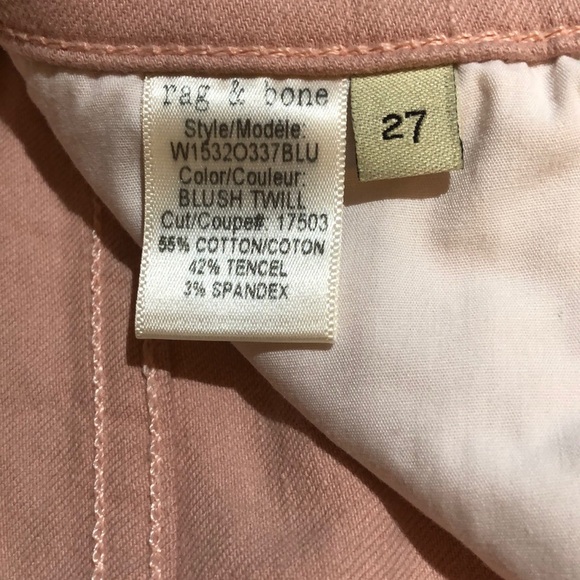 rag & bone
Style/Modèle:
W1532O337BLU
Color/Couleur:
BLUSH TWILL
Cut/Coupe#: 17503
55% COTTON/COTON
42% TENCEL
3% SPANDEX
27